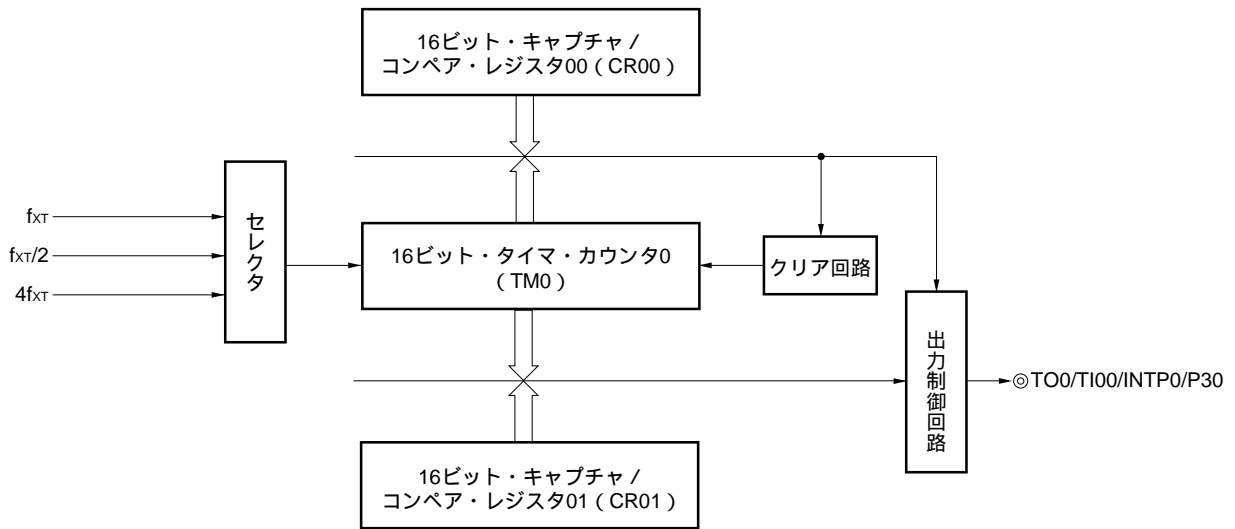 16ビット・キャプチャ /
コンペア・レジスタ00 ( CR00 )
fXT
fXT/2
4fXT
セレクタ
16ビット・タイマ・カウンタ0
( TM0 )
クリア回路
出力制御回路
◎TO0/TI00/INTP0/P30
16ビット・キャプチャ /
コンペア・レジスタ01 ( CR01 )